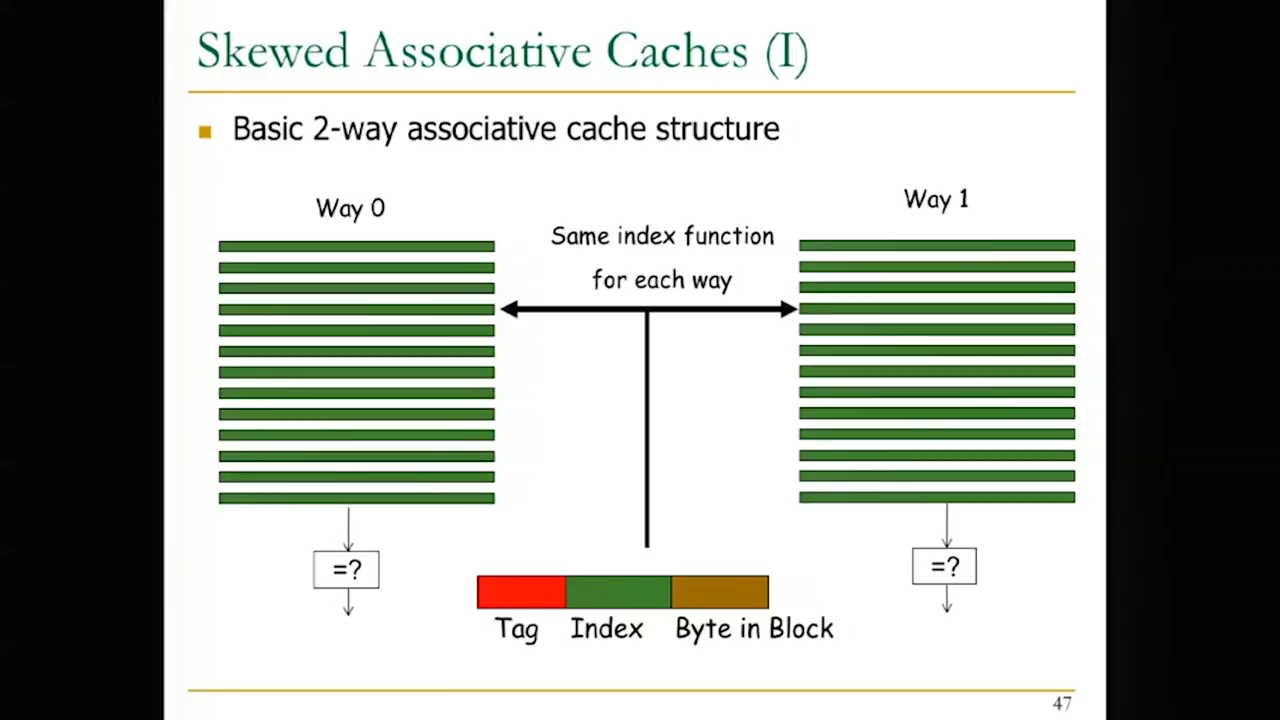 Skewed Associative Caches (I)
Basic 2-way associative cache structure
Way 0
Way 1
Same index function
for each way
=?
=?
Tag Index Byte in Block
47